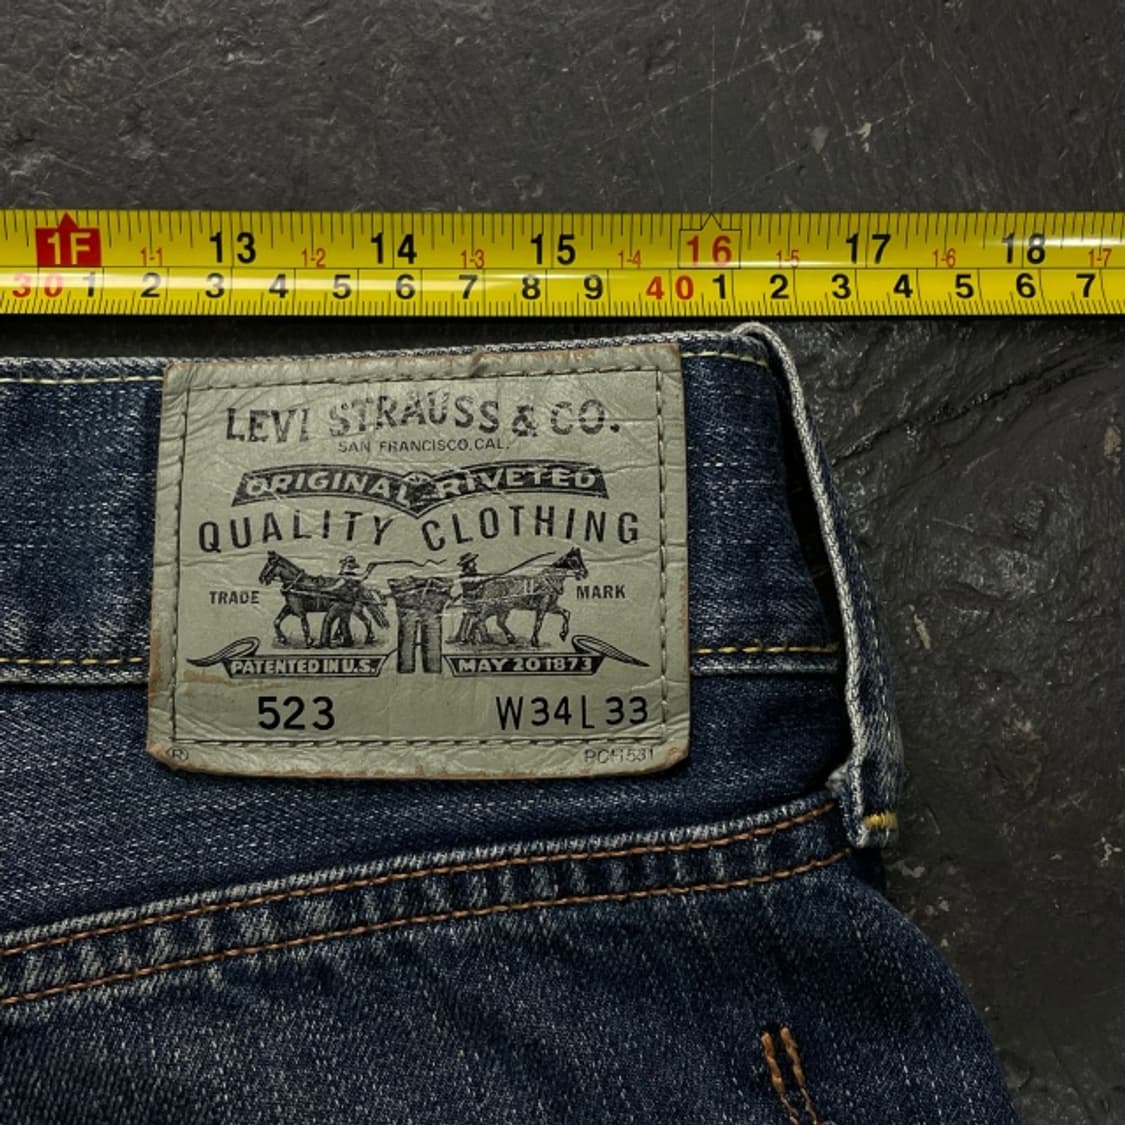 1F 1-1 13 1-2 14 1-3 15 1-4 16 1-5 17 1-6 18 1-7
30 1 2 3 4 5 6 7 8 9 40 1 2 3 4 5 6 7
LEVI STRAUSS & CO.
SAN FRANCISCO, CAL.
ORIGINAL RIVETED
QUALITY CLOTHING
TRADE MARK
PATENTED IN U.S. MAY 20 1873
523 W 34 L 33
®